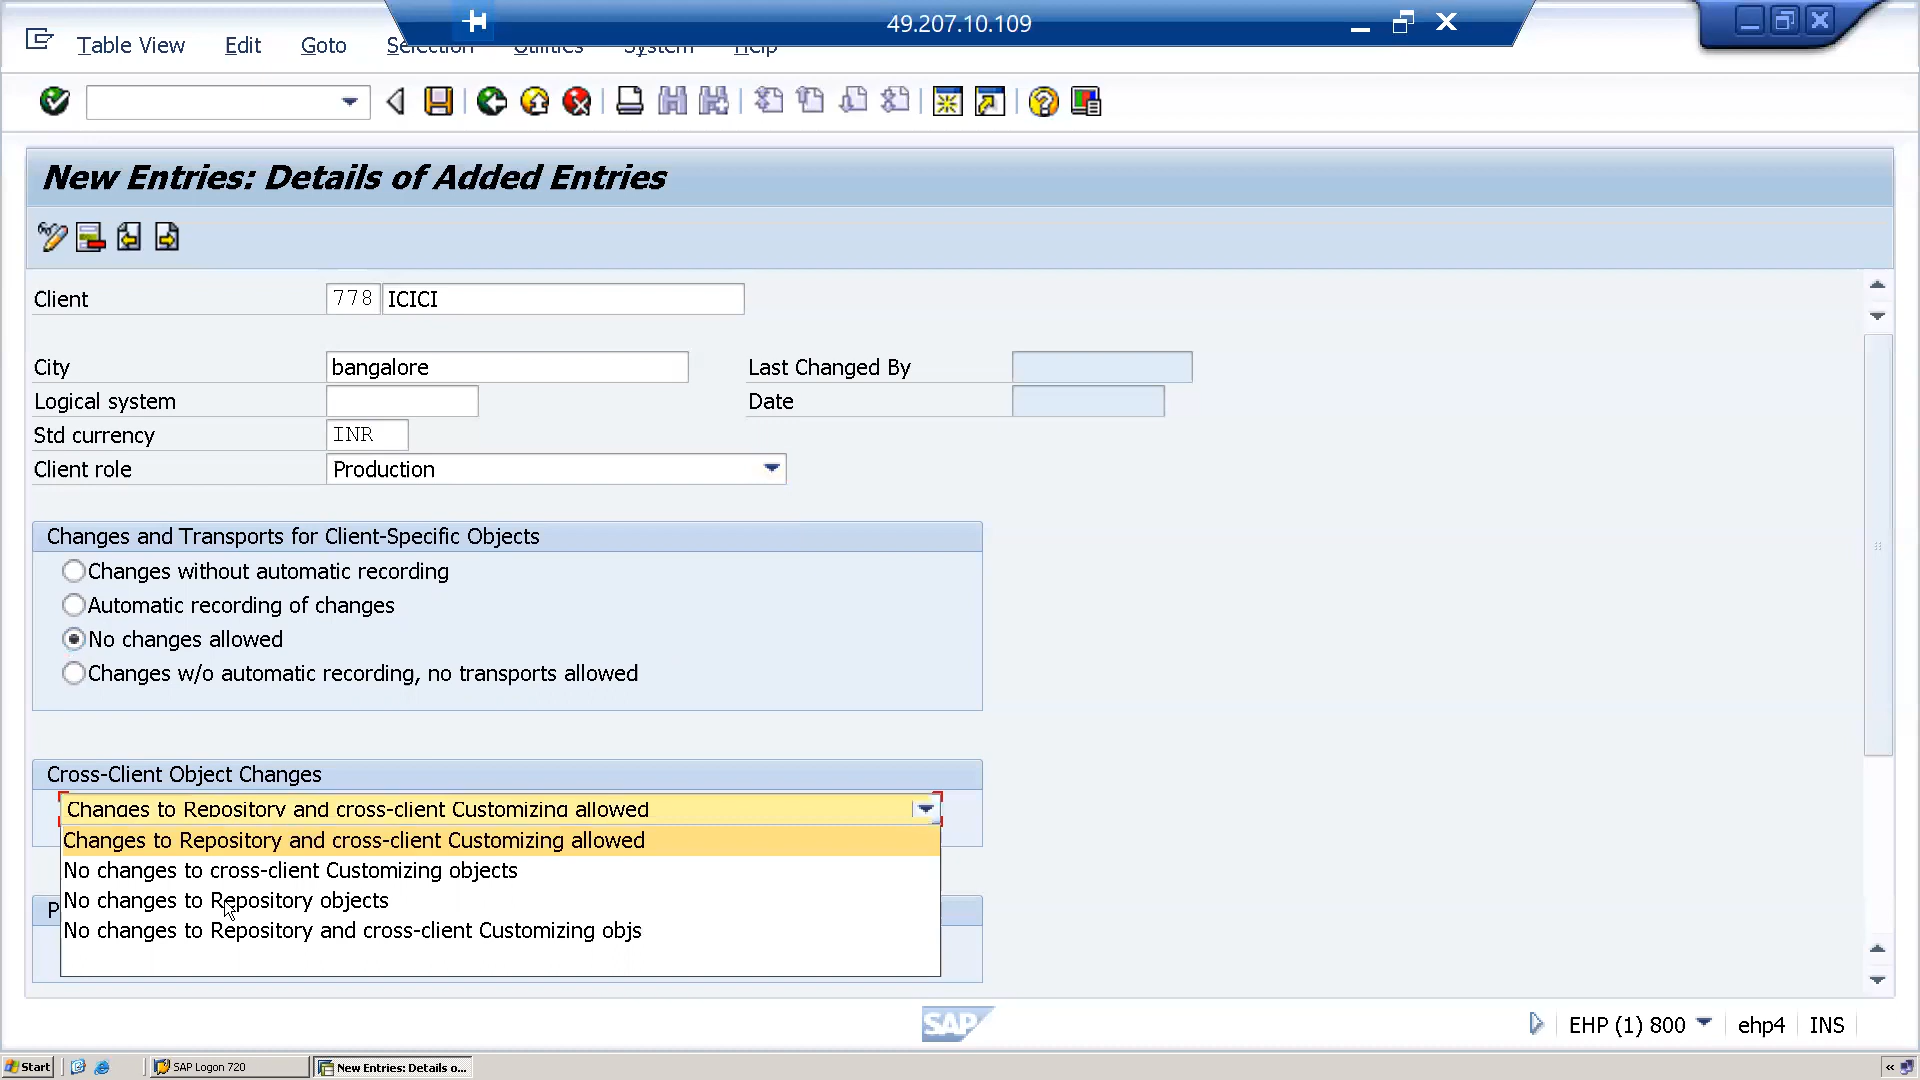 49.207.10.109
Table View Edit Goto Selection Utilities System Help
New Entries: Details of Added Entries
Client 778 ICICI
City bangalore Last Changed By
Logical system Date
Std currency INR
Client role Production
Changes and Transports for Client-Specific Objects
Changes without automatic recording
Automatic recording of changes
No changes allowed
Changes w/o automatic recording, no transports allowed
Cross-Client Object Changes
Changes to Repository and cross-client Customizing allowed
Changes to Repository and cross-client Customizing allowed
No changes to cross-client Customizing objects
No changes to Repository objects
P
No changes to Repository and cross-client Customizing objs
SAP EHP (1) 800 ehp4 INS
Start SAP Logon 720 New Entries: Details o... «